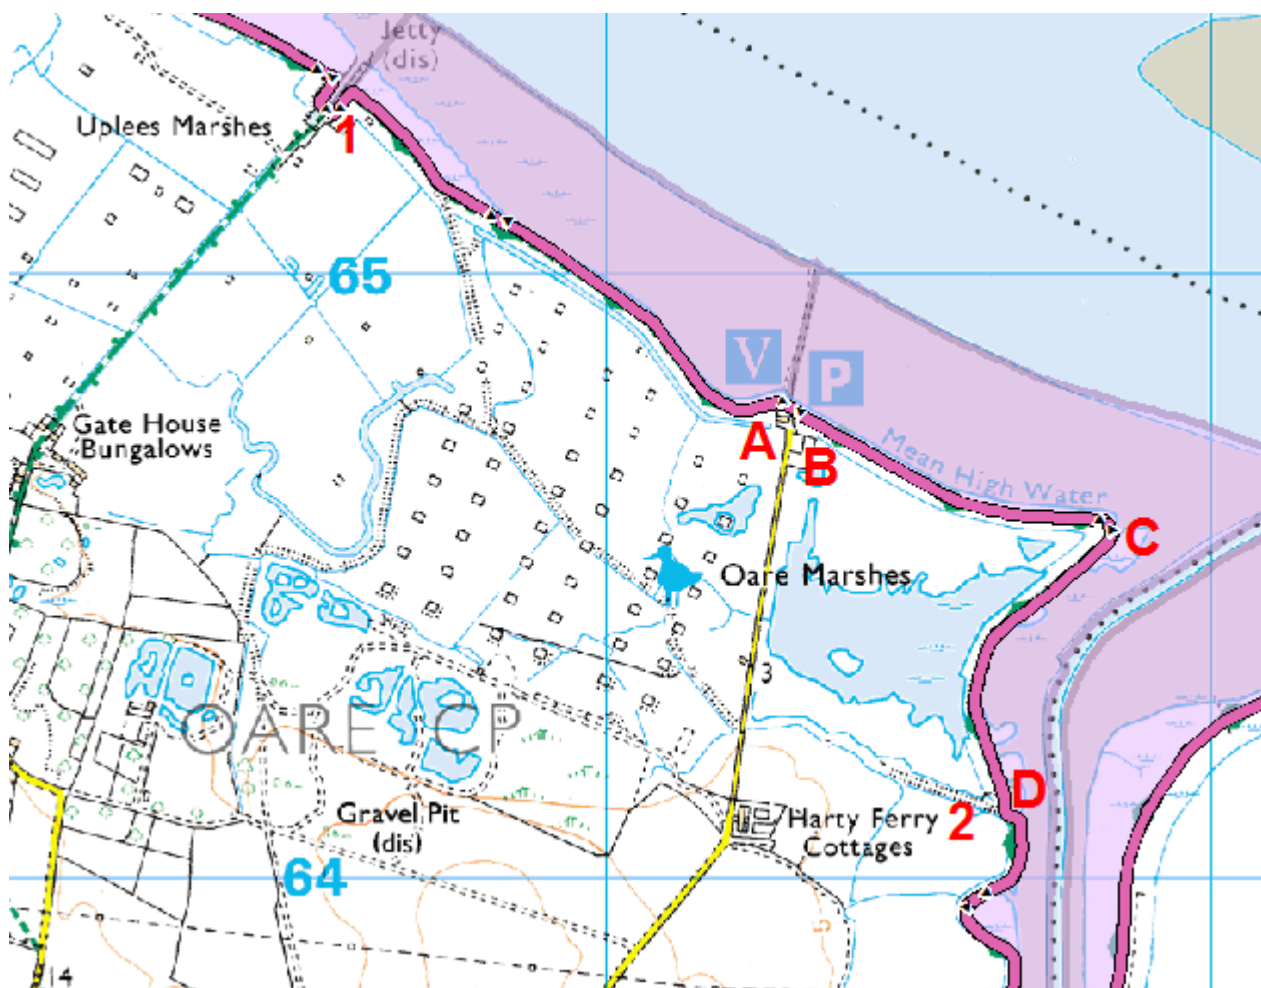 Jetty
(dis)
Uplees Marshes
1
65
V
P
Gate House
Bungalows
A
B
Mean High Water
C
Oare Marshes
3
OARE CP
D
Gravel Pit
(dis)
Harty Ferry
Cottages
2
64
5
14